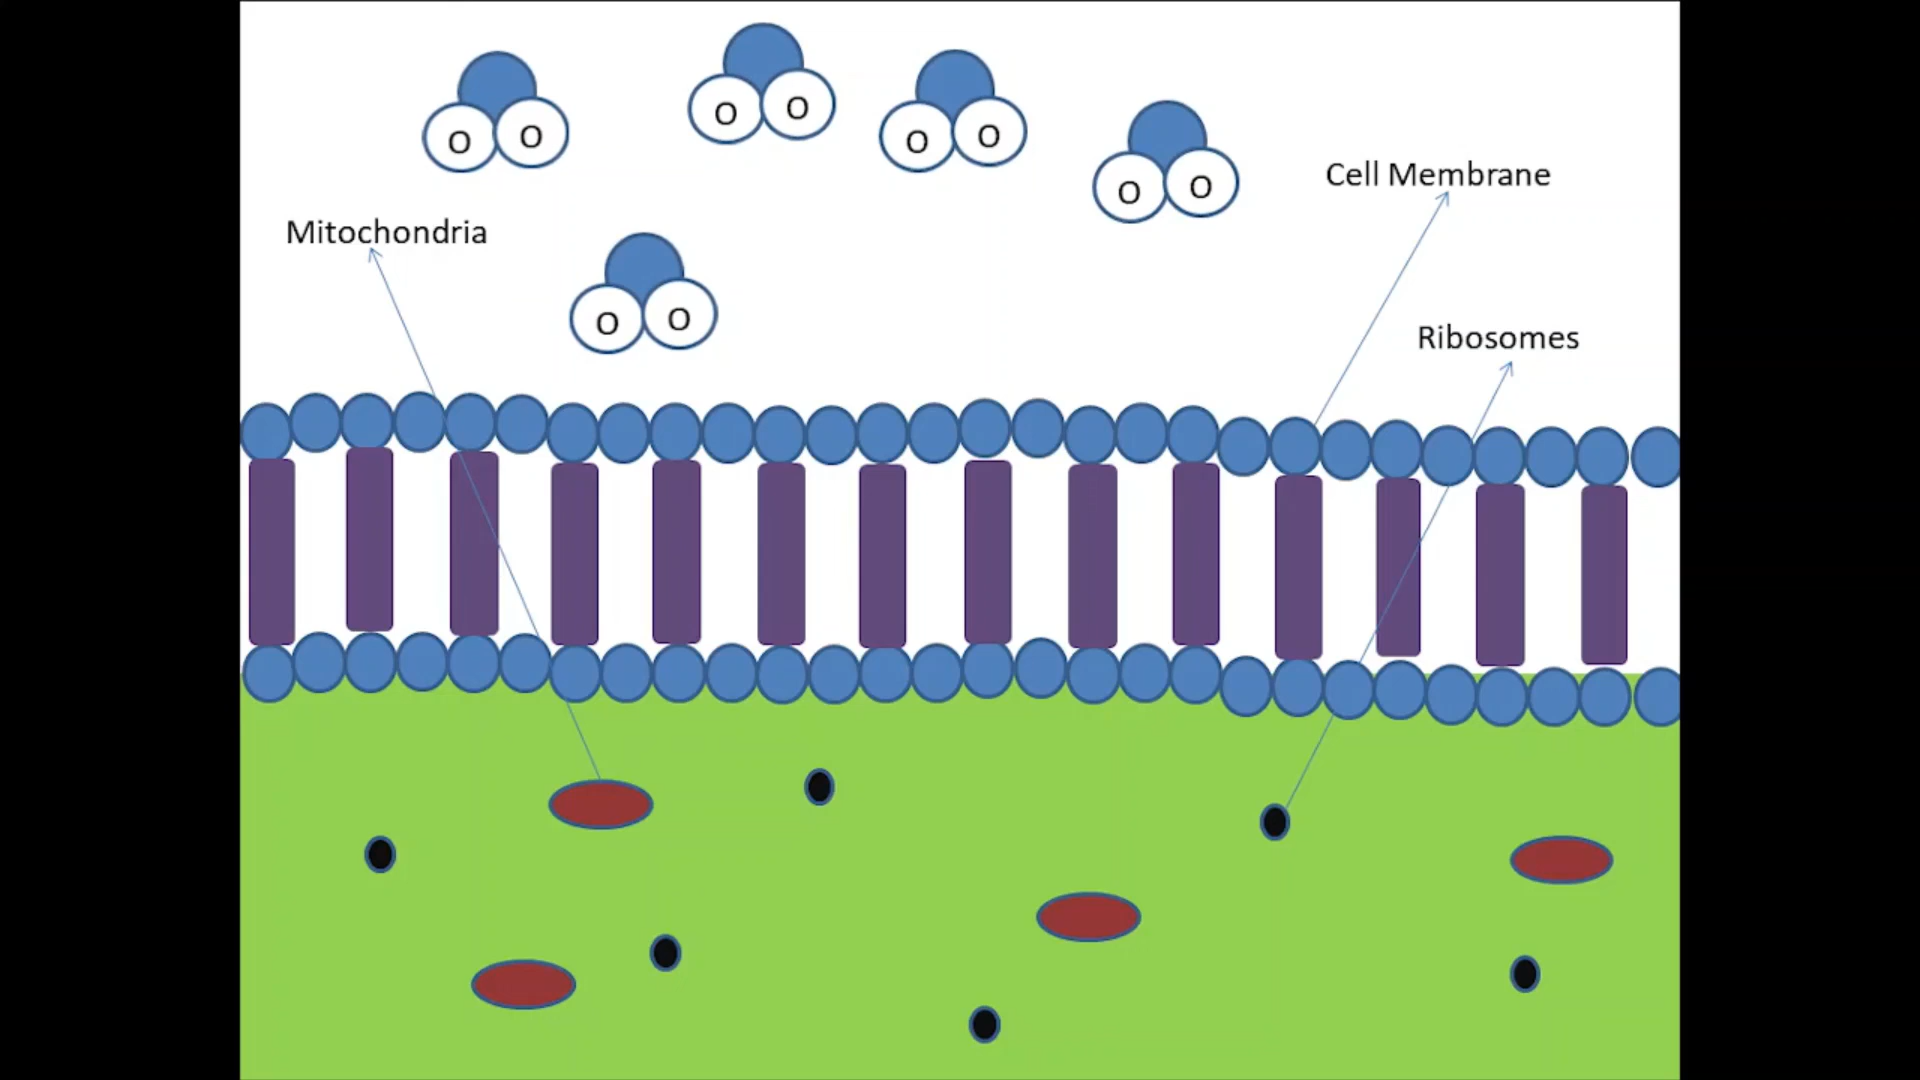 o o
o o
o o
o o
Cell Membrane
Mitochondria
o o
Ribosomes